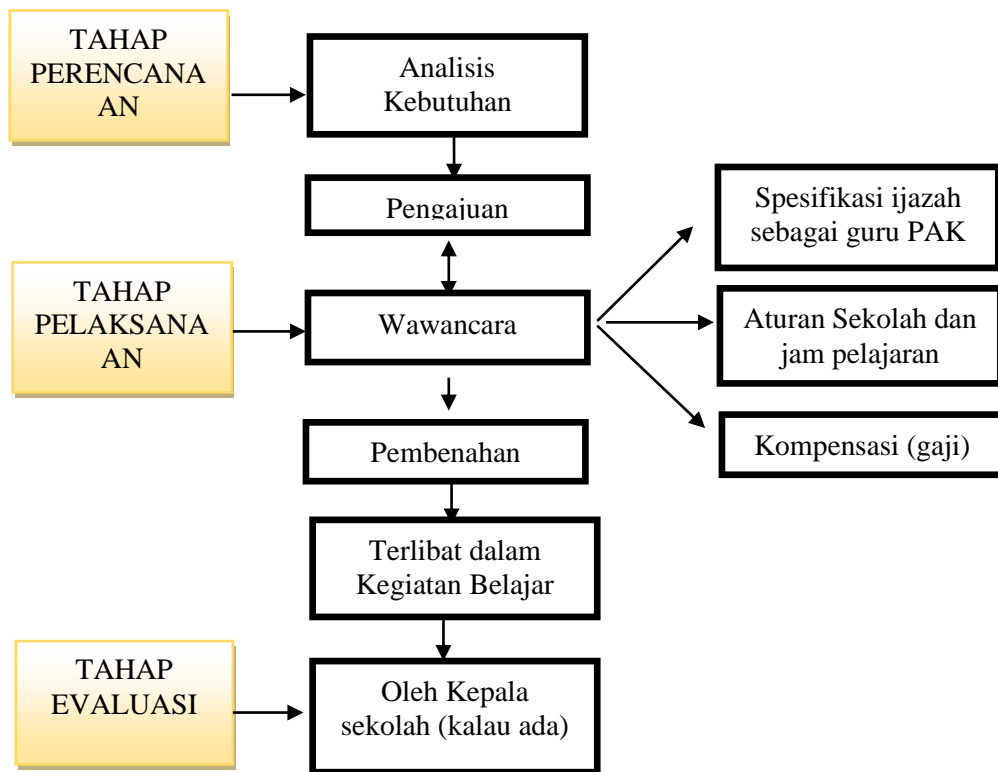 TAHAP
PERENCANA
AN
Analisis
Kebutuhan
Pengajuan
Spesifikasi ijazah
sebagai guru PAK
TAHAP
PELAKSANA
AN
Wawancara
Aturan Sekolah dan
jam pelajaran
Pembenahan
Kompensasi (gaji)
Terlibat dalam
Kegiatan Belajar
TAHAP
EVALUASI
Oleh Kepala
sekolah (kalau ada)